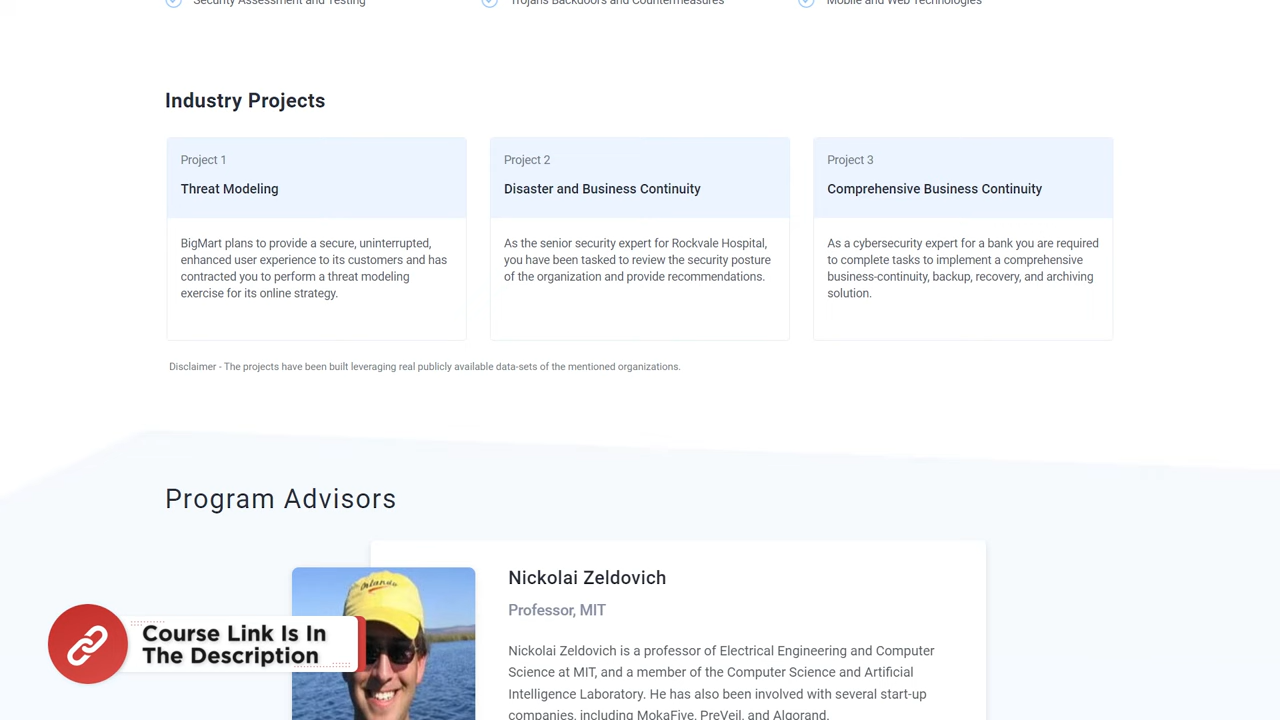 Security Assessment and Testing
Trojans Backdoors and Countermeasures
Mobile and Web Technologies
Industry Projects
Project 1
Threat Modeling
BigMart plans to provide a secure, uninterrupted,
enhanced user experience to its customers and has
contracted you to perform a threat modeling
exercise for its online strategy.
Project 2
Disaster and Business Continuity
As the senior security expert for Rockvale Hospital,
you have been tasked to review the security posture
of the organization and provide recommendations.
Project 3
Comprehensive Business Continuity
As a cybersecurity expert for a bank you are required
to complete tasks to implement a comprehensive
business-continuity, backup, recovery, and archiving
solution.
Disclaimer - The projects have been built leveraging real publicly available data-sets of the mentioned organizations.
Program Advisors
Orlando
Nickolai Zeldovich
Professor, MIT
Nickolai Zeldovich is a professor of Electrical Engineering and Computer
Science at MIT, and a member of the Computer Science and Artificial
Intelligence Laboratory. He has also been involved with several start-up
companies, including MokaFive, PreVeil, and Algorand.
Course Link Is In
The Description